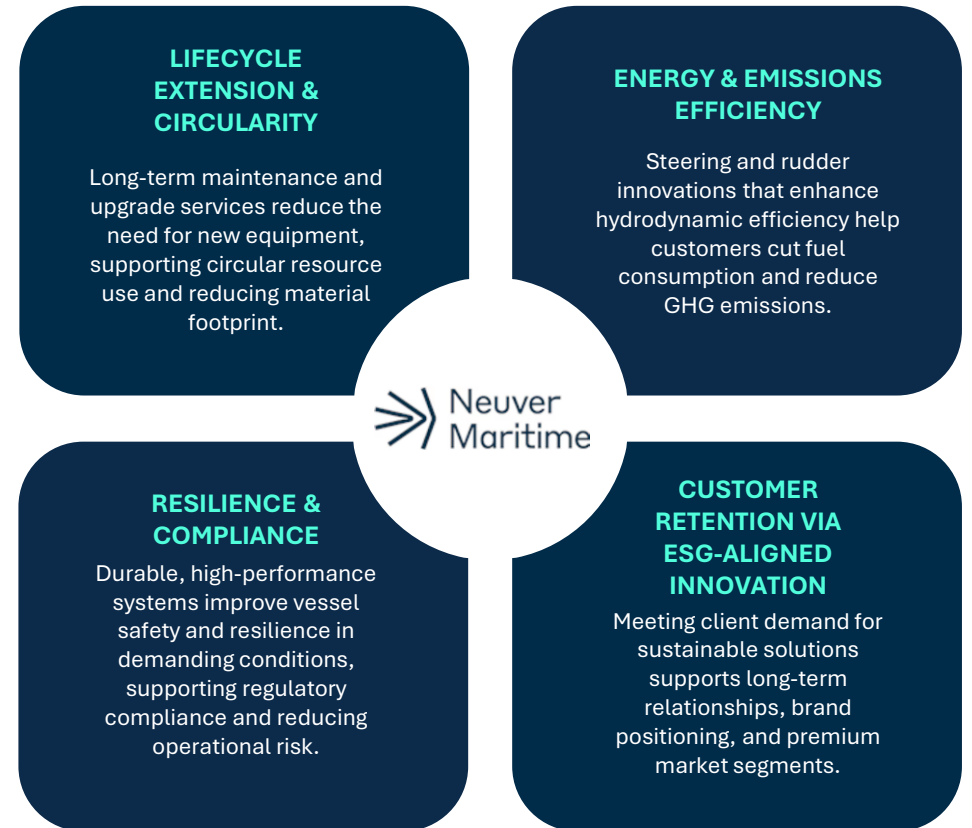 LIFECYCLE
EXTENSION &
CIRCULARITY
Long-term maintenance and
upgrade services reduce the
need for new equipment,
supporting circular resource
use and reducing material
footprint.
ENERGY & EMISSIONS
EFFICIENCY
Steering and rudder
innovations that enhance
hydrodynamic efficiency help
customers cut fuel
consumption and reduce
GHG emissions.
Neuver
Maritime
RESILIENCE &
COMPLIANCE
Durable, high-performance
systems improve vessel
safety and resilience in
demanding conditions,
supporting regulatory
compliance and reducing
operational risk.
CUSTOMER
RETENTION VIA
ESG-ALIGNED
INNOVATION
Meeting client demand for
sustainable solutions
supports long-term
relationships, brand
positioning, and premium
market segments.